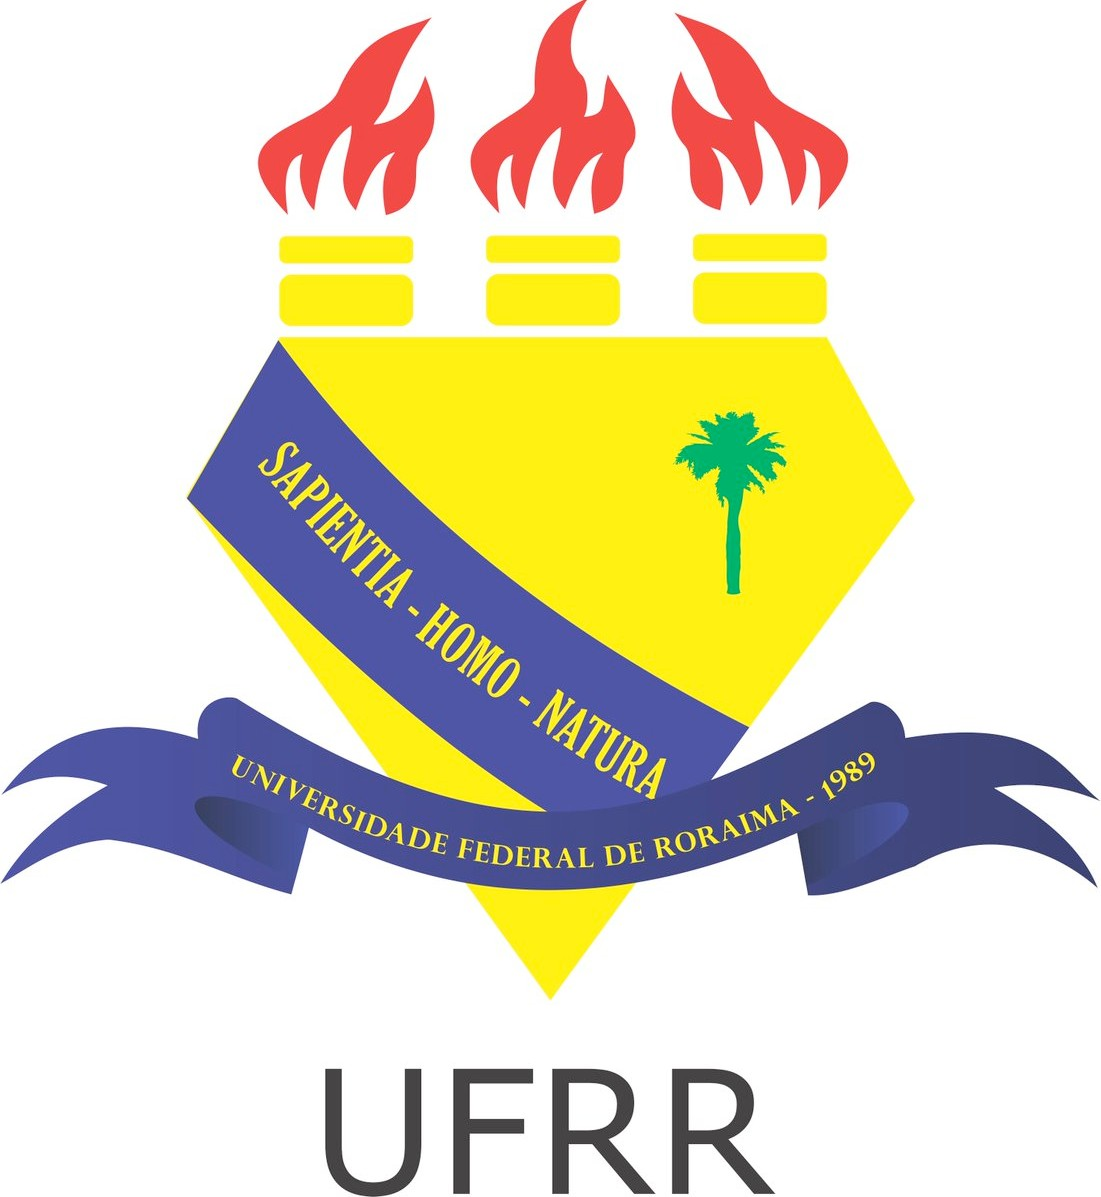 SAPIENTIA - HOMO - NATURA
UNIVERSIDADE FEDERAL DE RORAIMA - 1989
UFRR